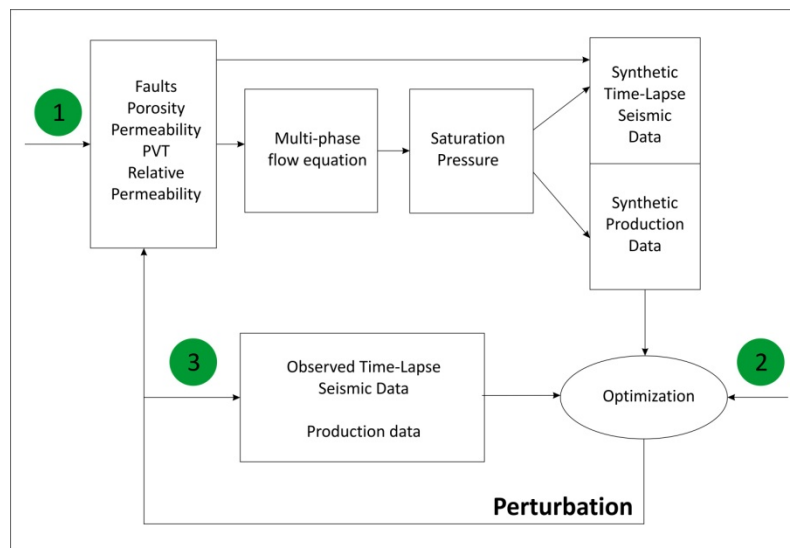 1
Faults
Porosity
Permeability
PVT
Relative
Permeability
Multi-phase
flow equation
Saturation
Pressure
Synthetic
Time-Lapse
Seismic
Data
Synthetic
Production
Data
3
Observed Time-Lapse
Seismic Data
Production data
Optimization
2
Perturbation